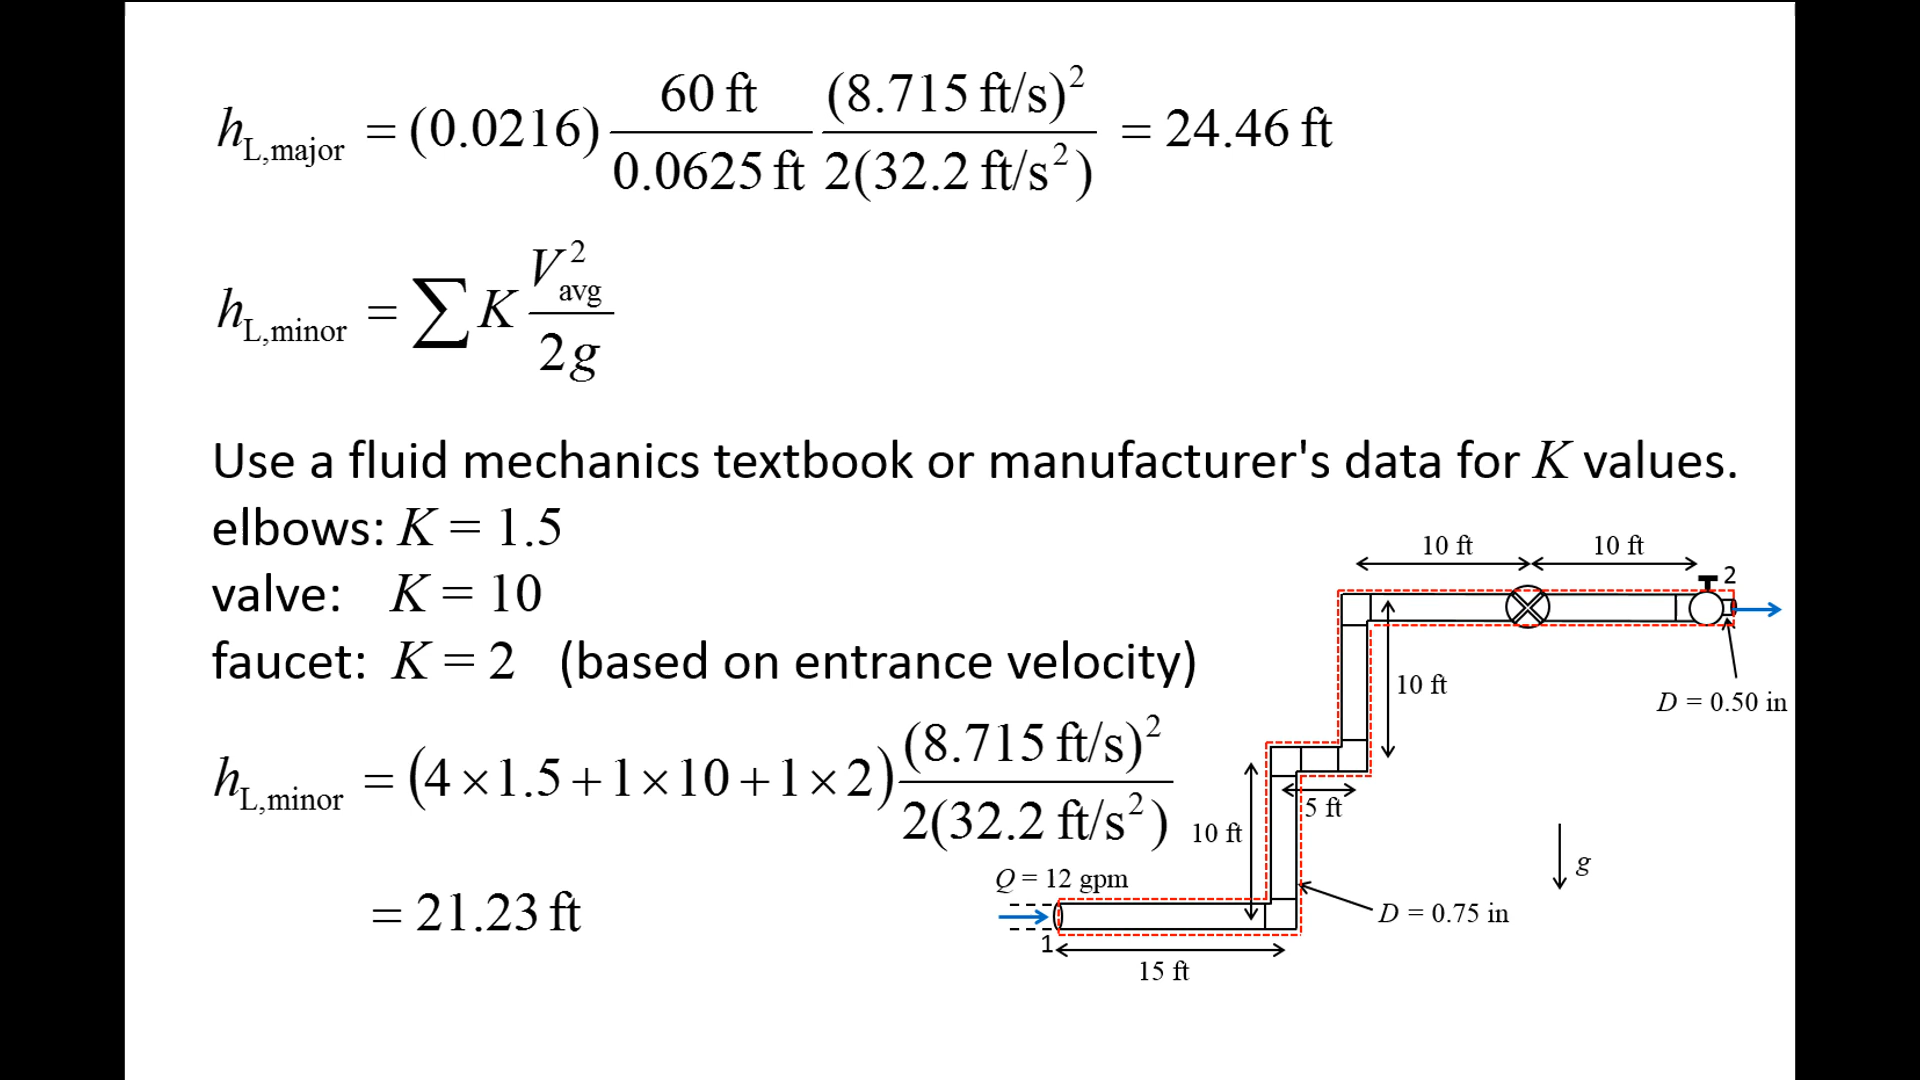 h_L,major = (0.0216) 60 ft / 0.0625 ft (8.715 ft/s)² / 2(32.2 ft/s²) = 24.46 ft
h_L,minor = ∑ K V²_avg / 2g
Use a fluid mechanics textbook or manufacturer's data for K values.
elbows: K = 1.5
valve: K = 10
faucet: K = 2 (based on entrance velocity)
h_L,minor = (4 × 1.5 + 1 × 10 + 1 × 2) (8.715 ft/s)² / 2(32.2 ft/s²)
= 21.23 ft
10 ft 10 ft
2
10 ft
D = 0.50 in
5 ft
10 ft
g
Q = 12 gpm
D = 0.75 in
1
15 ft